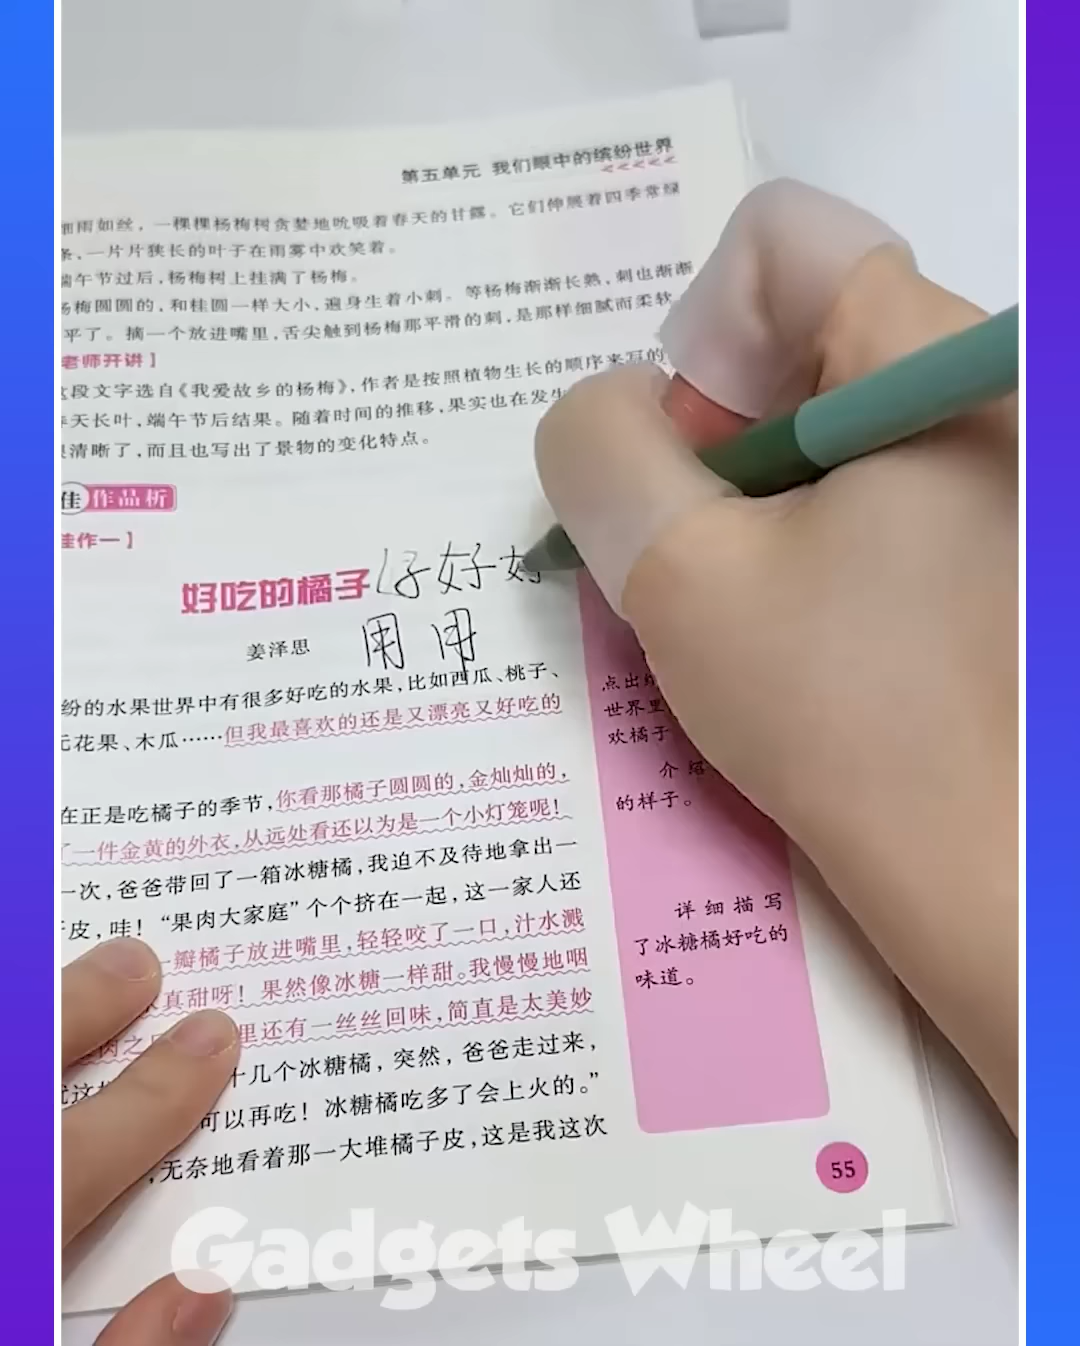 第五单元 我们眼中的缤纷世界
细雨如丝，一棵棵杨梅树贪婪地吮吸着春天的甘露。它们伸展着四季常绿
条，一片片狭长的叶子在雨雾中欢笑着。
端午节过后，杨梅树上挂满了杨梅。
杨梅圆圆的，和桂圆一样大小，遍身生着小刺。等杨梅渐渐长熟，刺也渐渐
平了。摘一个放进嘴里，舌尖触到杨梅那平滑的刺，是那样细腻而柔软
老师开讲】
这段文字选自《我爱故乡的杨梅》，作者是按照植物生长的顺序来写的
春天长叶，端午节后结果。随着时间的推移，果实也在发生
清晰了，而且也写出了景物的变化特点。
佳作品析
佳作一】
好吃的橘子 好好
姜泽思 用用
纷的水果世界中有很多好吃的水果，比如西瓜、桃子、
元花果、木瓜……但我最喜欢的还是又漂亮又好吃的
在正是吃橘子的季节，你看那橘子圆圆的，金灿灿的，
了一件金黄的外衣，从远处看还以为是一个小灯笼呢！
一次，爸爸带回了一箱冰糖橘，我迫不及待地拿出一
皮，哇！“果肉大家庭”个个挤在一起，这一家人还
一瓣橘子放进嘴里，轻轻咬了一口，汁水溅
真甜呀！果然像冰糖一样甜。我慢慢地咽
里还有一丝丝回味，简直是太美妙
十几个冰糖橘，突然，爸爸走过来，
可以再吃！冰糖橘吃多了会上火的。”
，无奈地看着那一大堆橘子皮，这是我这次
点出
世界里
欢橘子
介绍
的样子。
详细描写
了冰糖橘好吃的
味道。
55
Gadgets Wheel